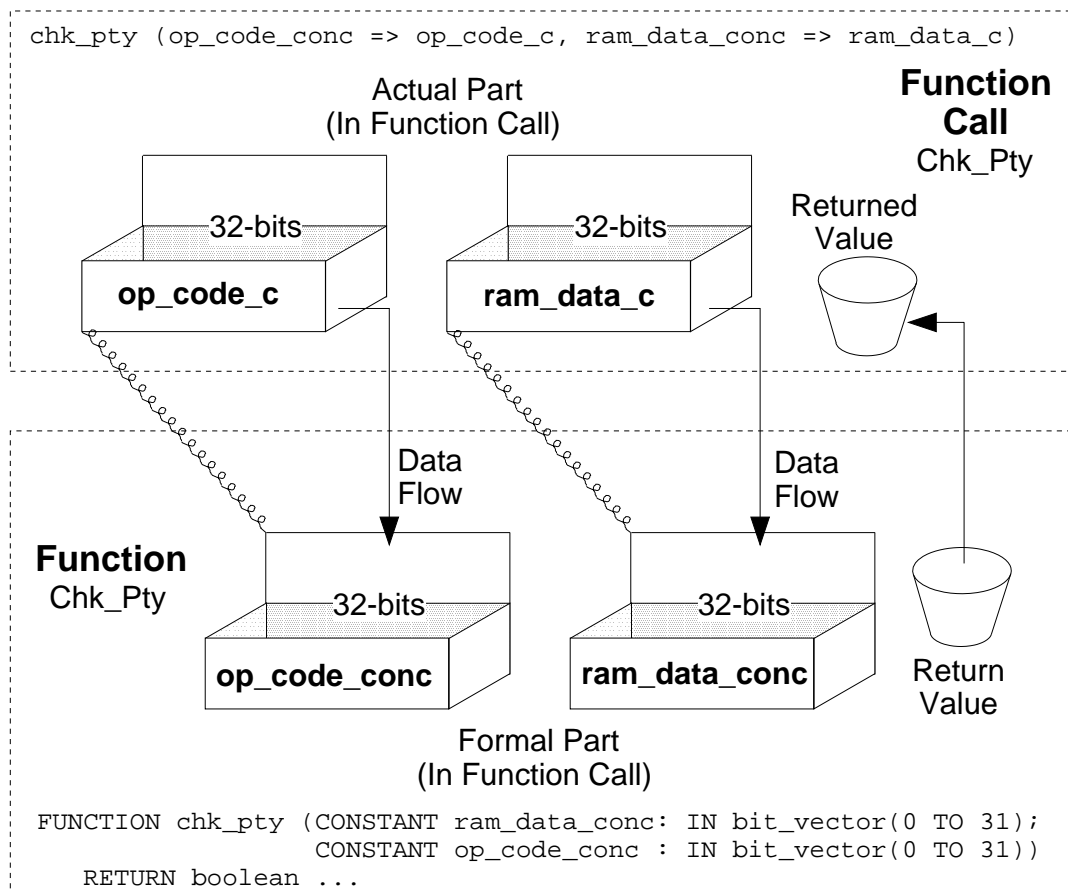 chk_pty (op_code_conc => op_code_c, ram_data_conc => ram_data_c)
Actual Part
(In Function Call)
Function
Call
Chk_Pty
32-bits
op_code_c
32-bits
ram_data_c
Returned
Value
Data
Flow
Data
Flow
Function
Chk_Pty
32-bits
op_code_conc
32-bits
ram_data_conc
Return
Value
Formal Part
(In Function Call)
FUNCTION chk_pty (CONSTANT ram_data_conc: IN bit_vector(0 TO 31);
CONSTANT op_code_conc : IN bit_vector(0 TO 31))
RETURN boolean ...